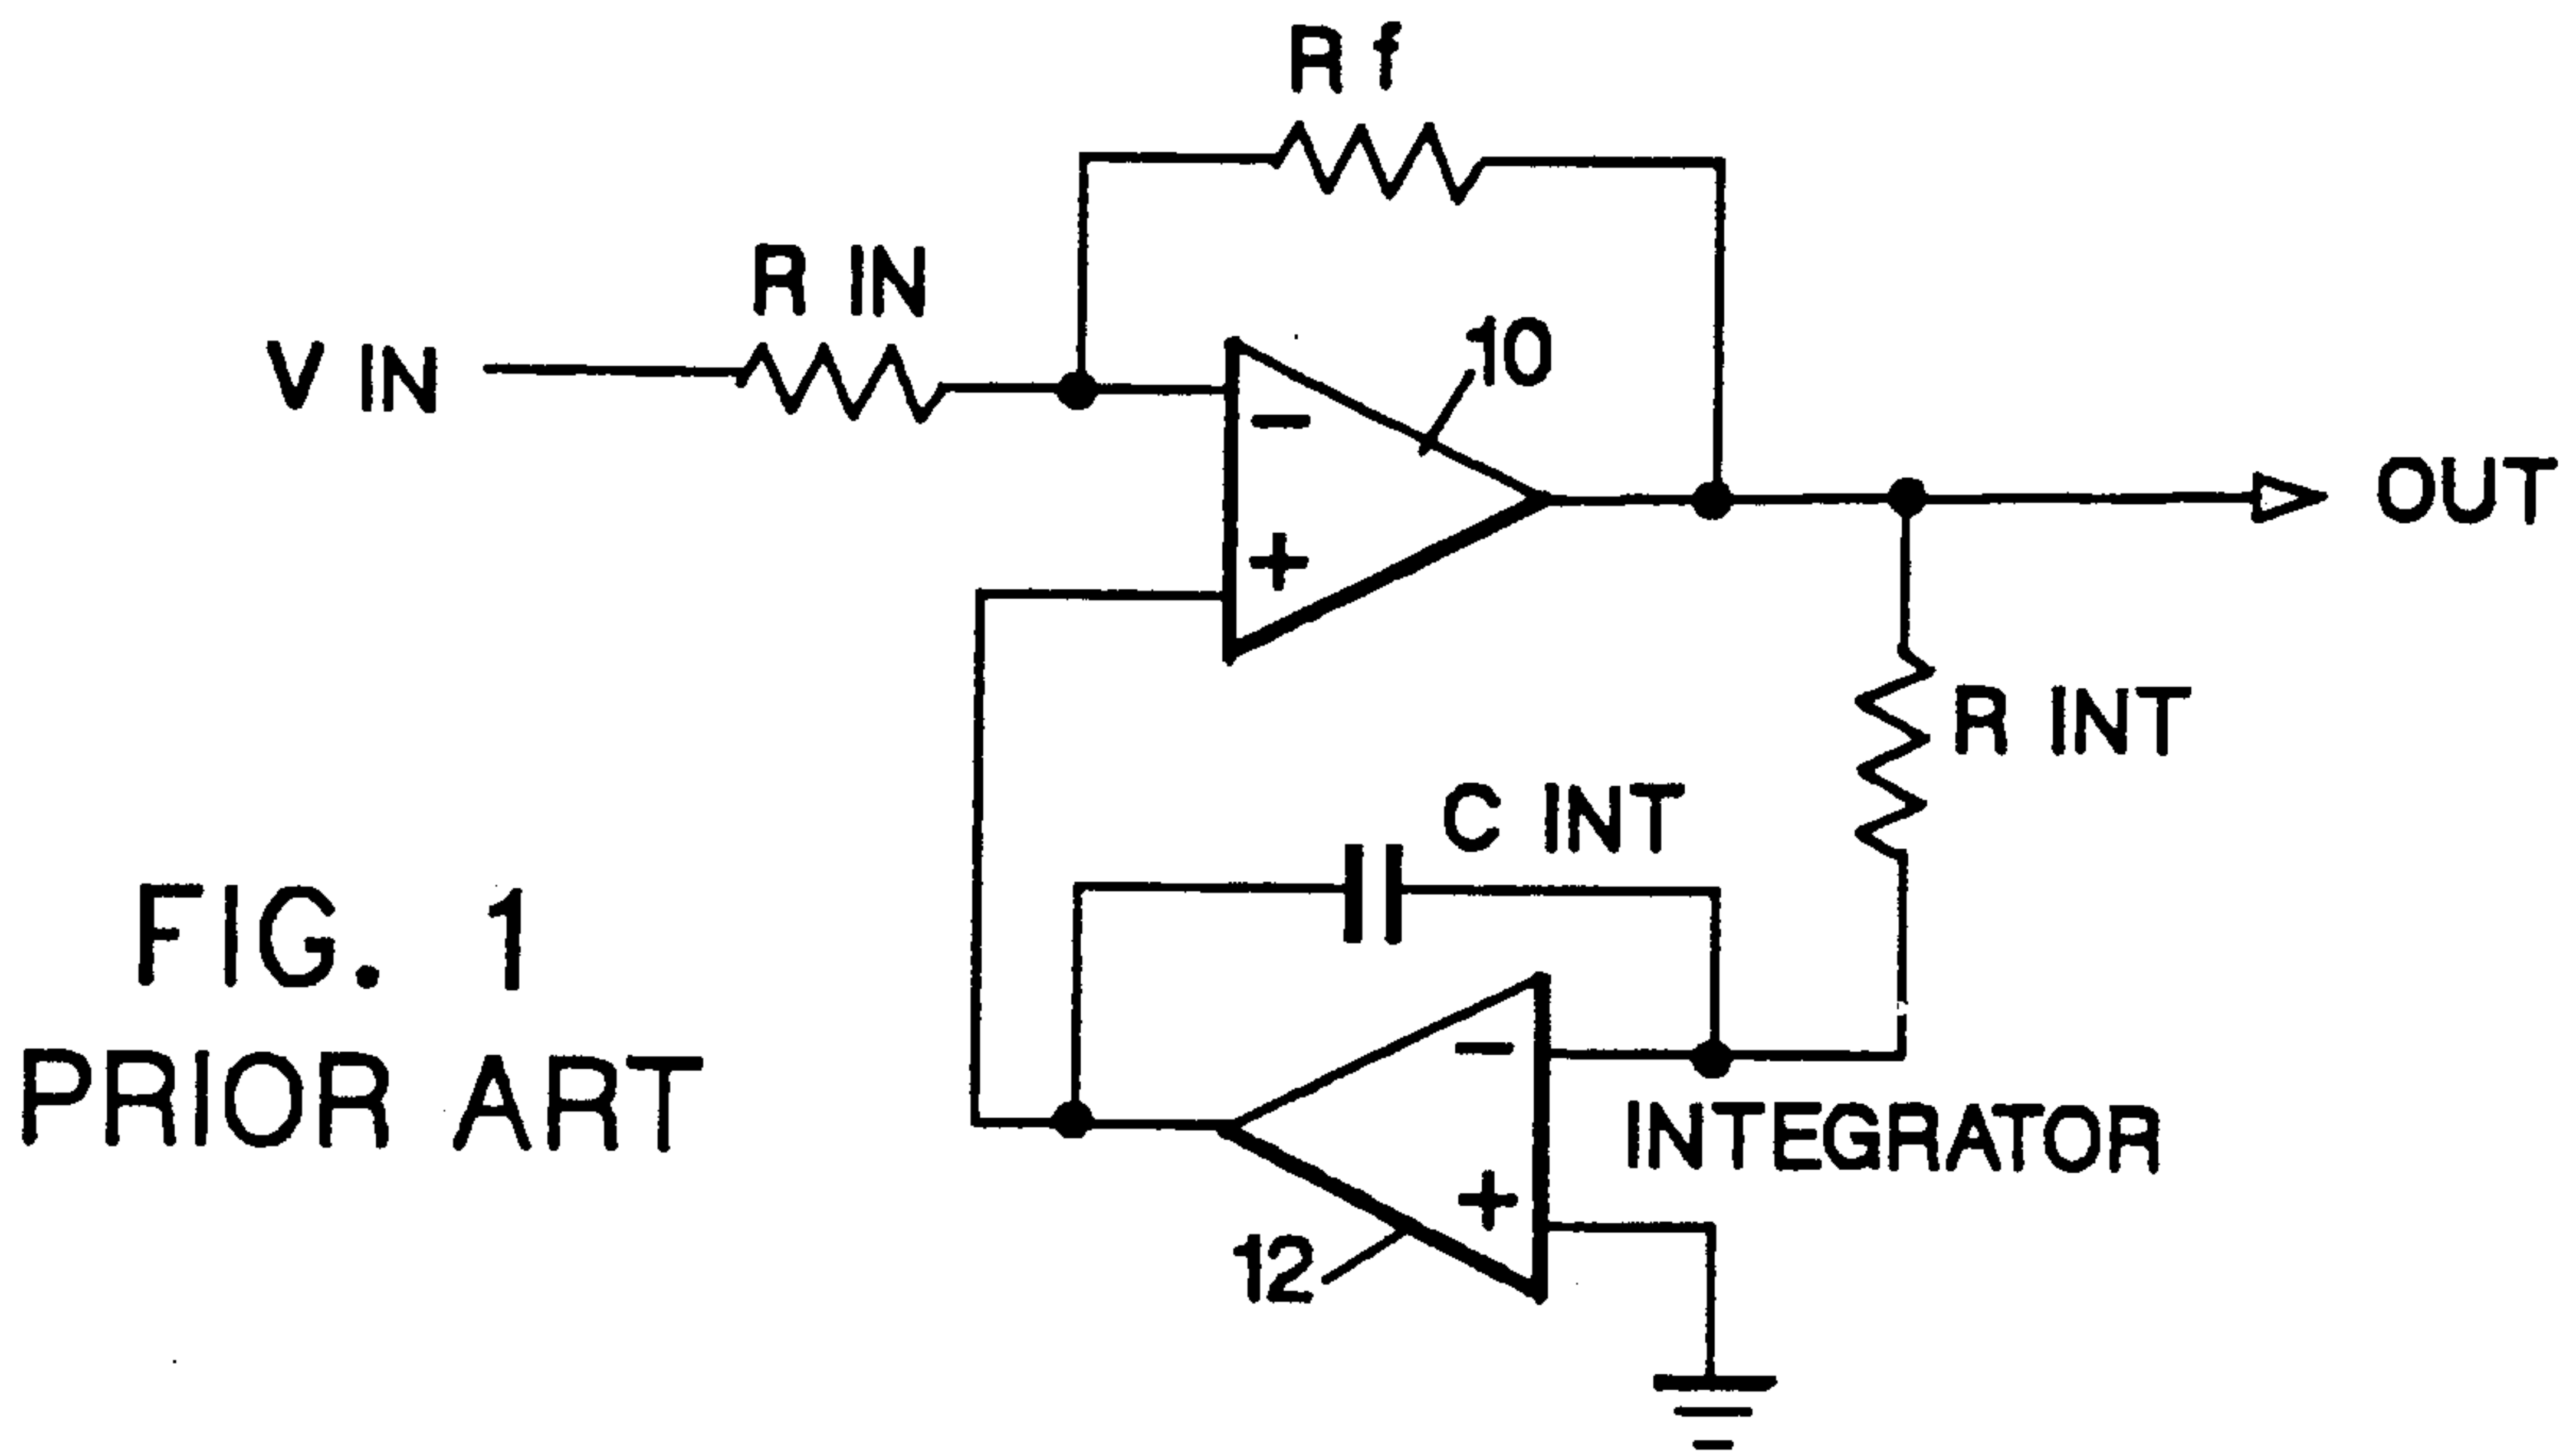 R f
R IN
V IN
10
−
+
OUT
R INT
C INT
FIG. 1
PRIOR ART
−
+
INTEGRATOR
12